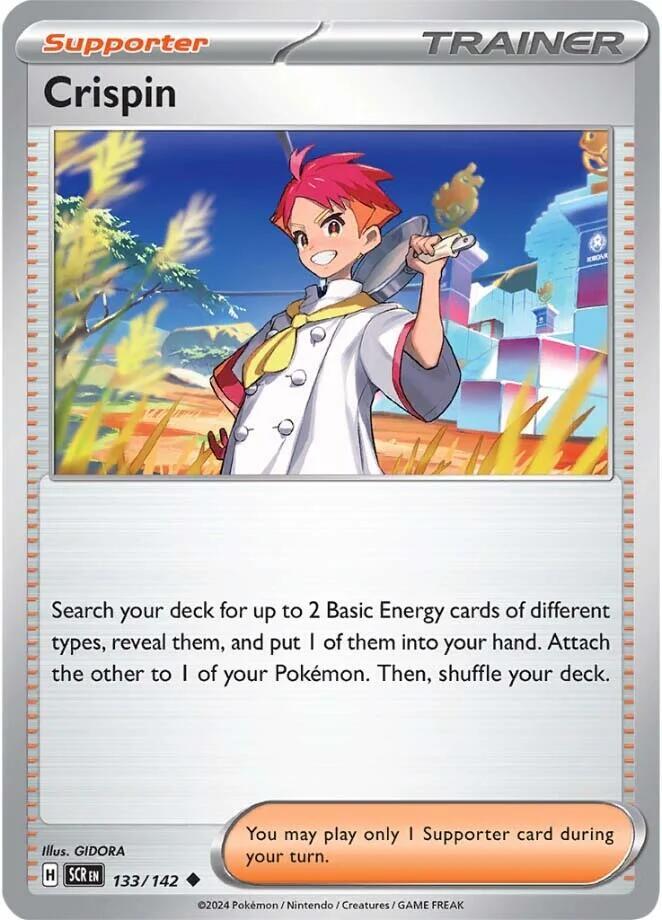 Supporter
TRAINER
Crispin
Search your deck for up to 2 Basic Energy cards of different
types, reveal them, and put 1 of them into your hand. Attach
the other to 1 of your Pokémon. Then, shuffle your deck.
You may play only 1 Supporter card during
your turn.
Illus. GIDORA
H SCR EN 133/142 ◆
©2024 Pokémon / Nintendo / Creatures / GAME FREAK